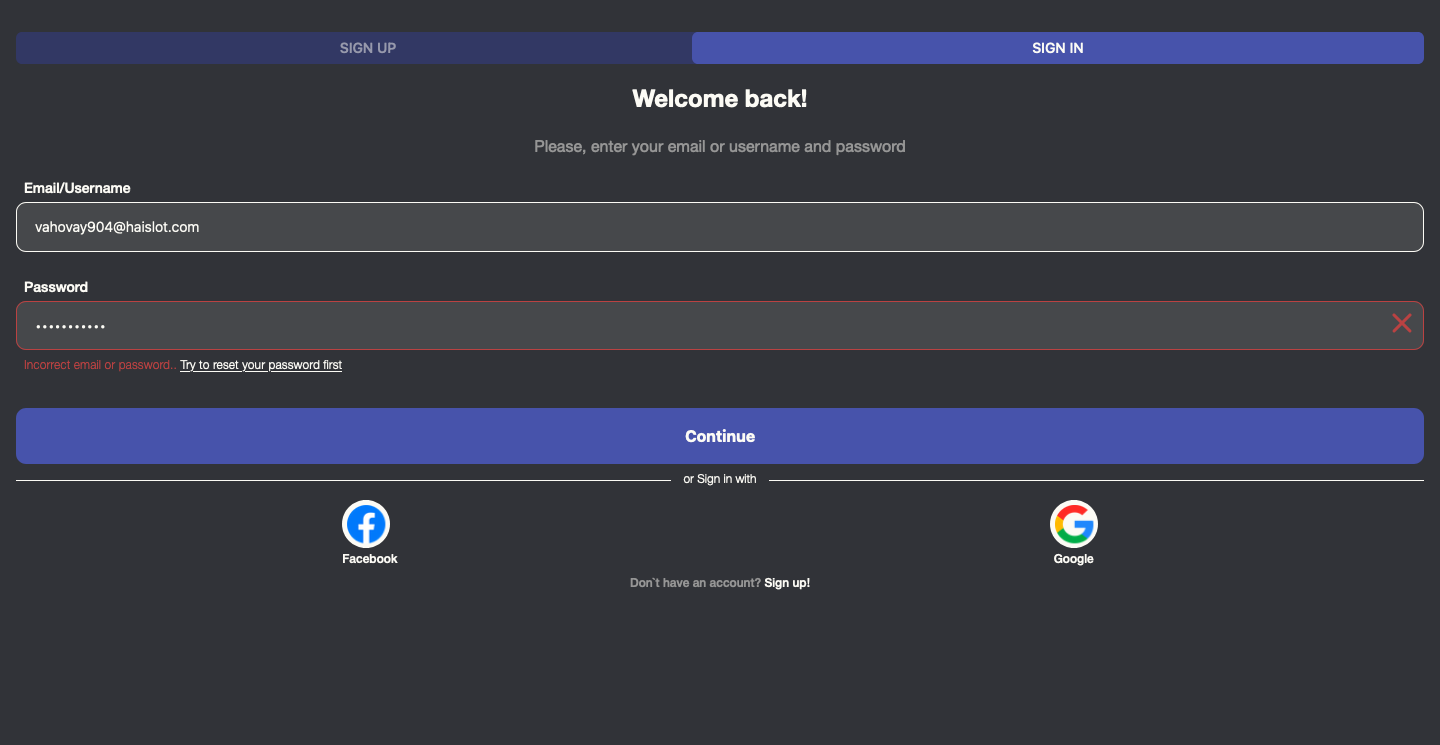 SIGN UP
SIGN IN
Welcome back!
Please, enter your email or username and password
Email/Username
vahovay904@haislot.com
Password
•••••••••••
Incorrect email or password.. Try to reset your password first
Continue
or Sign in with
Facebook
Google
Don`t have an account? Sign up!